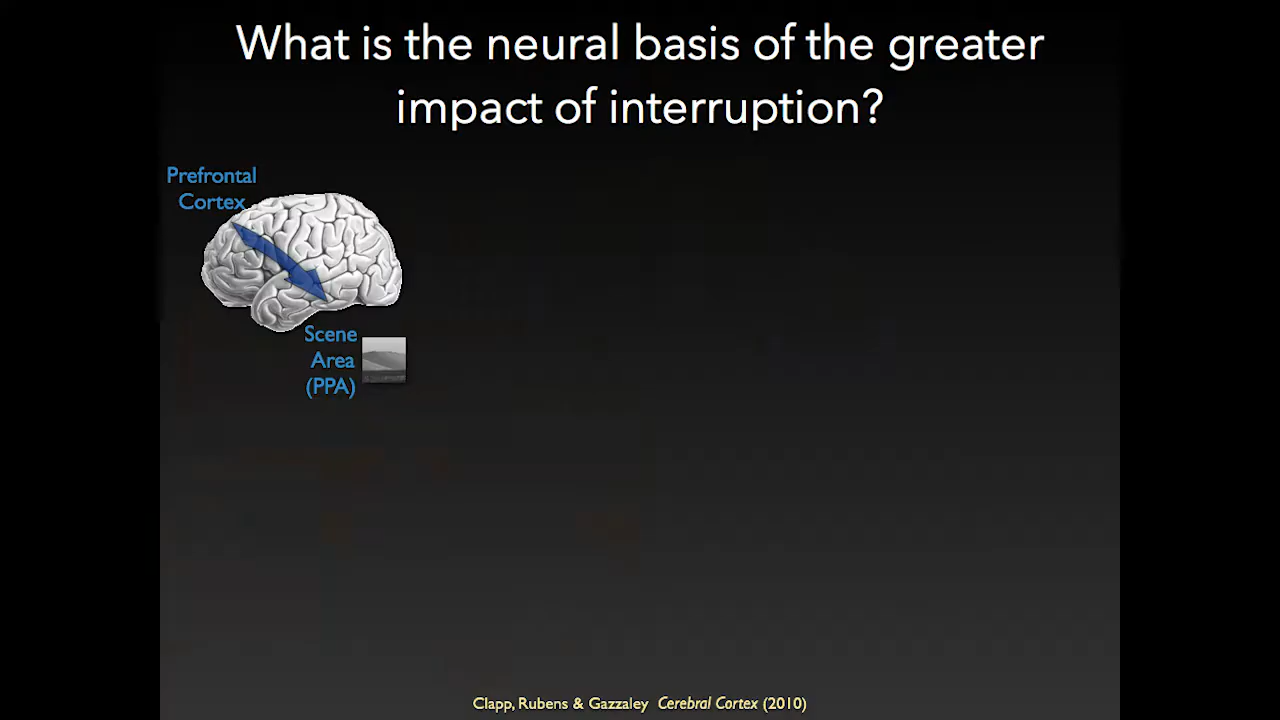 What is the neural basis of the greater
impact of interruption?
Prefrontal
Cortex
Scene
Area
(PPA)
Clapp, Rubens & Gazzaley Cerebral Cortex (2010)